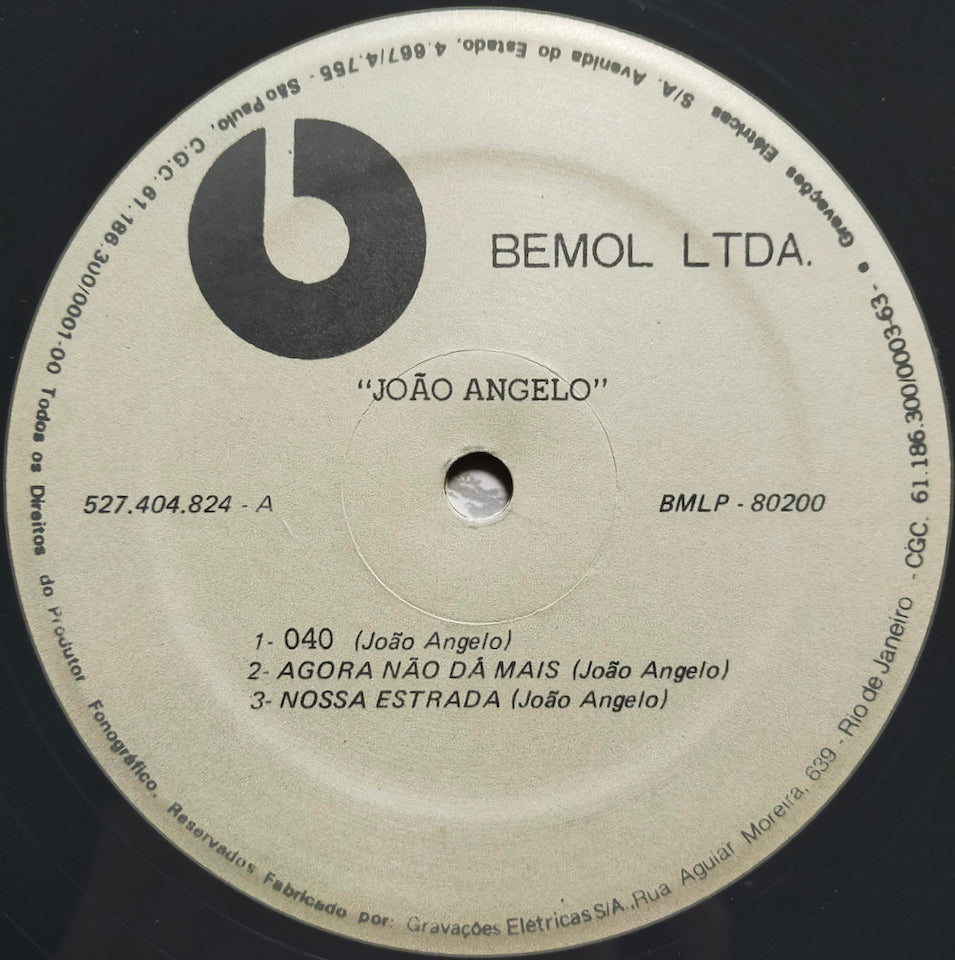 BEMOL LTDA.
“JOÃO ANGELO”
527.404.824 - A
BMLP - 80200
1- 040 (João Angelo)
2- AGORA NÃO DÁ MAIS (João Angelo)
3- NOSSA ESTRADA (João Angelo)
Gravações Elétricas S/A. Avenida do Estado, 4.667/4.755 - São Paulo, C.G.C. 61.186.300/0001-00 Todos os Direitos do Produtor Fonográfico. Reservados Fabricado por: Gravações Eletricas S/A.,Rua Aguiar Moreira, 639 - Rio de Janeiro - CGC. 61.186.300/0003-63 - •